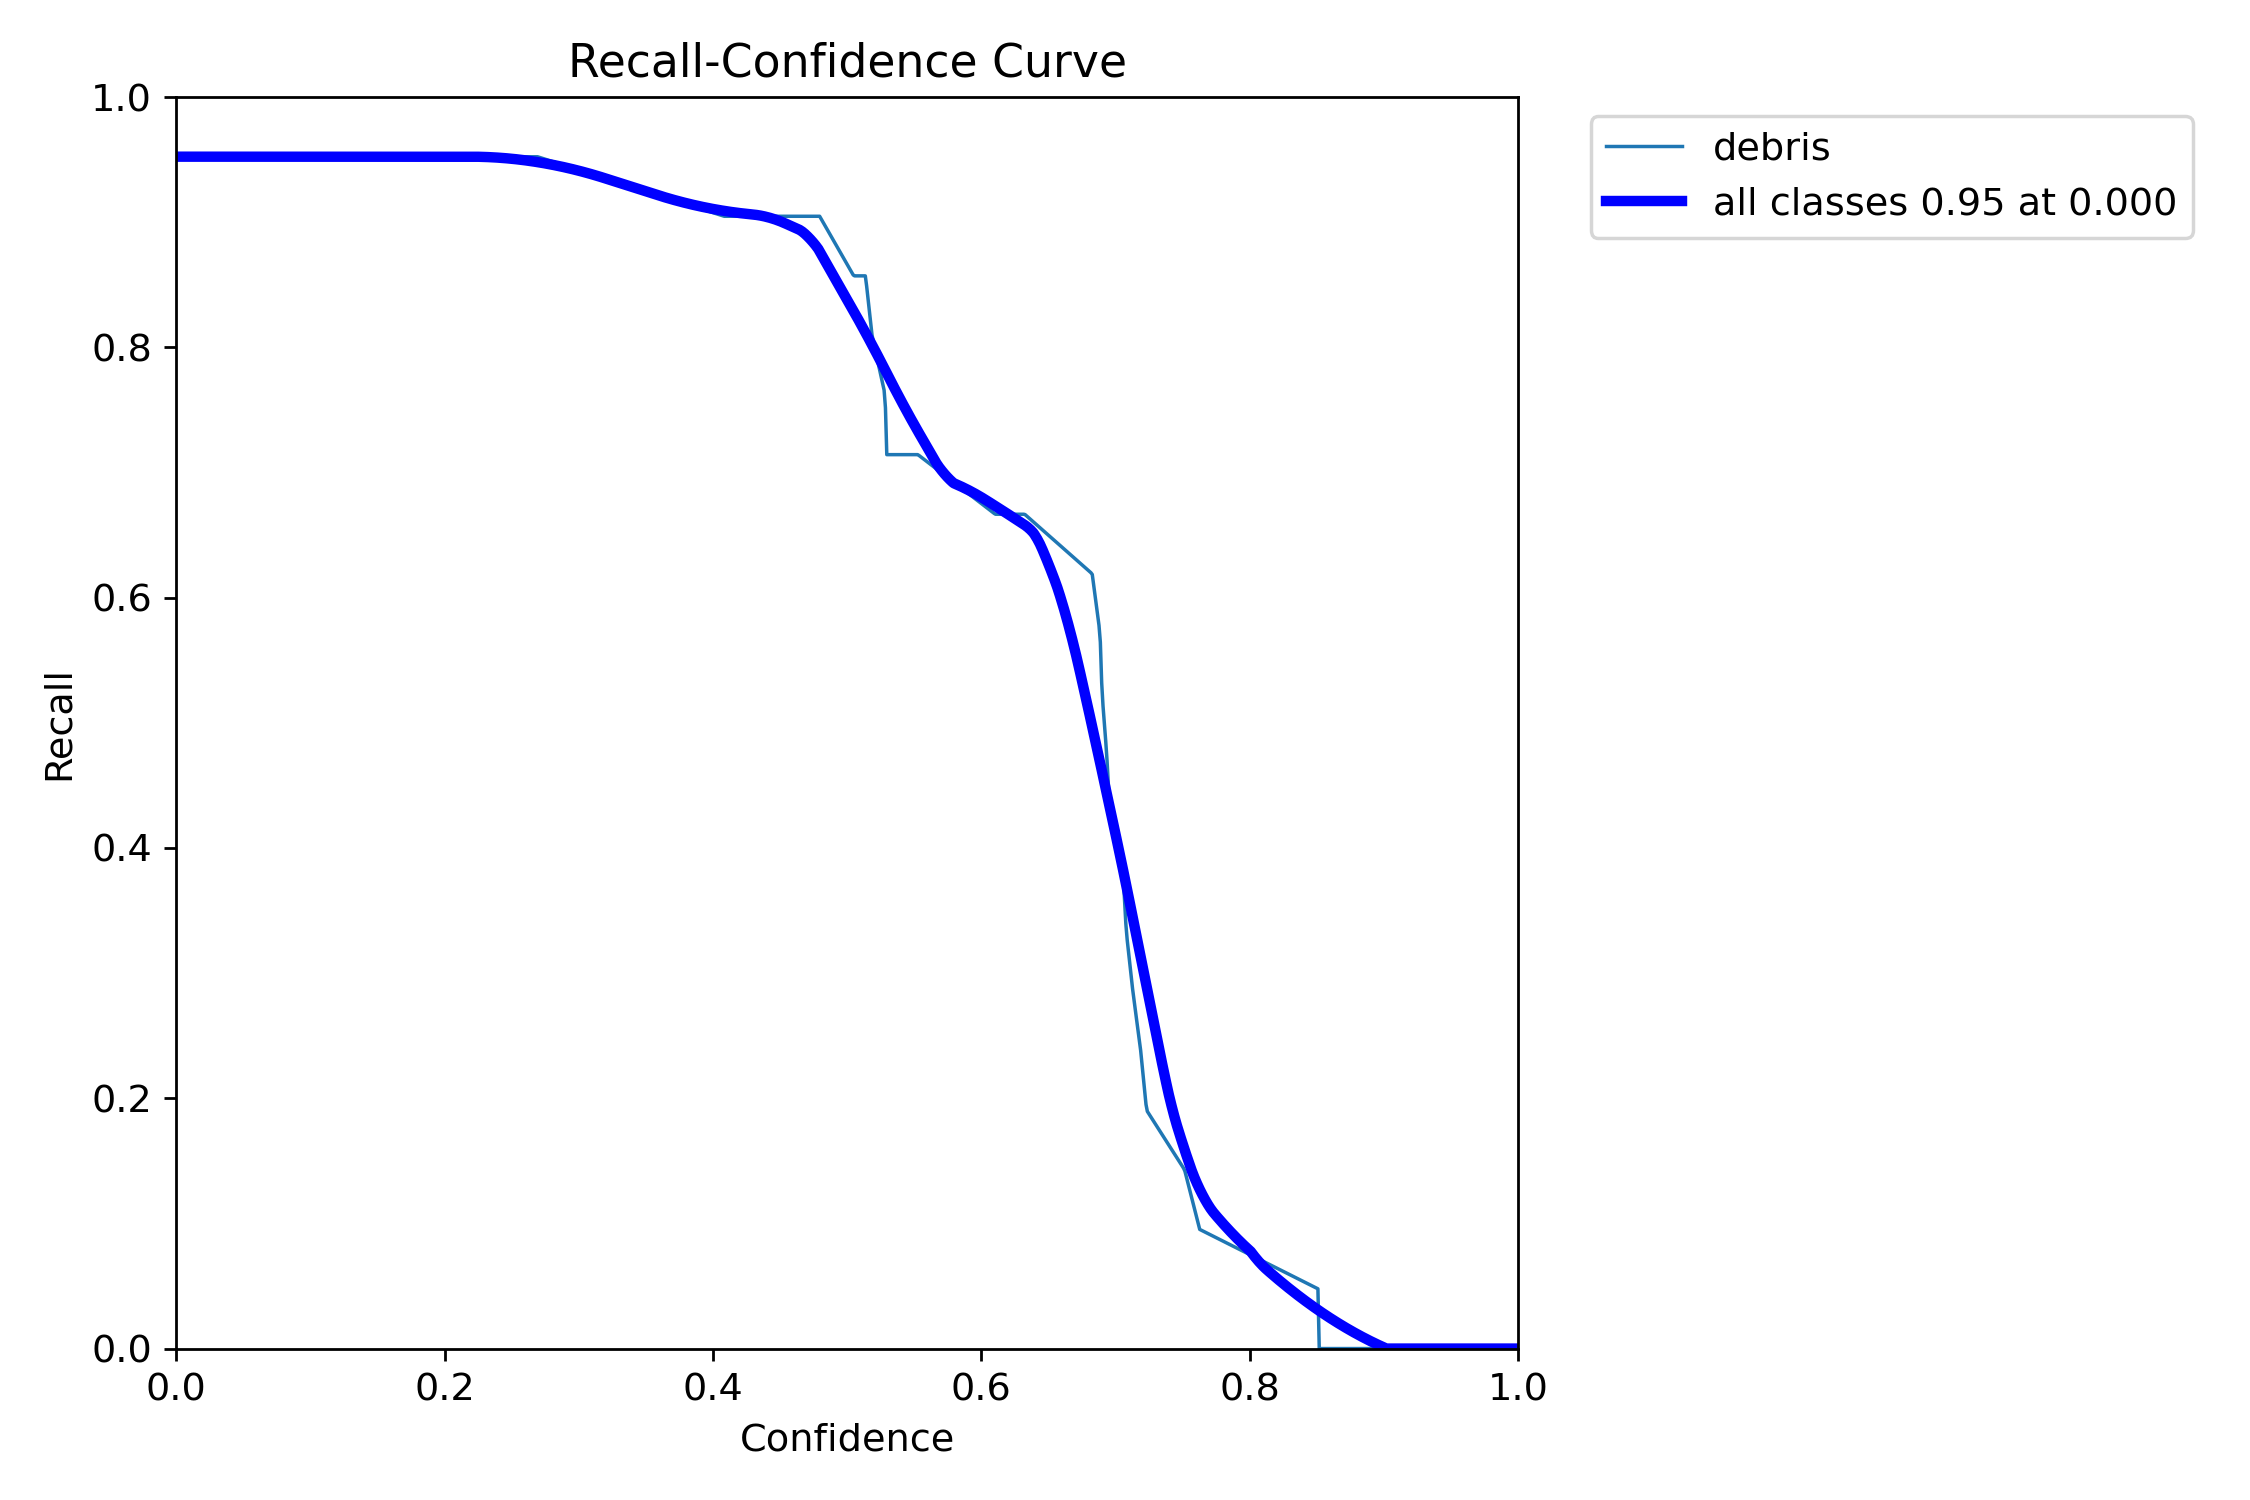 Recall-Confidence Curve
1.0
0.8
0.6
0.4
0.2
0.0
Recall
0.0 0.2 0.4 0.6 0.8 1.0
Confidence
debris
all classes 0.95 at 0.000